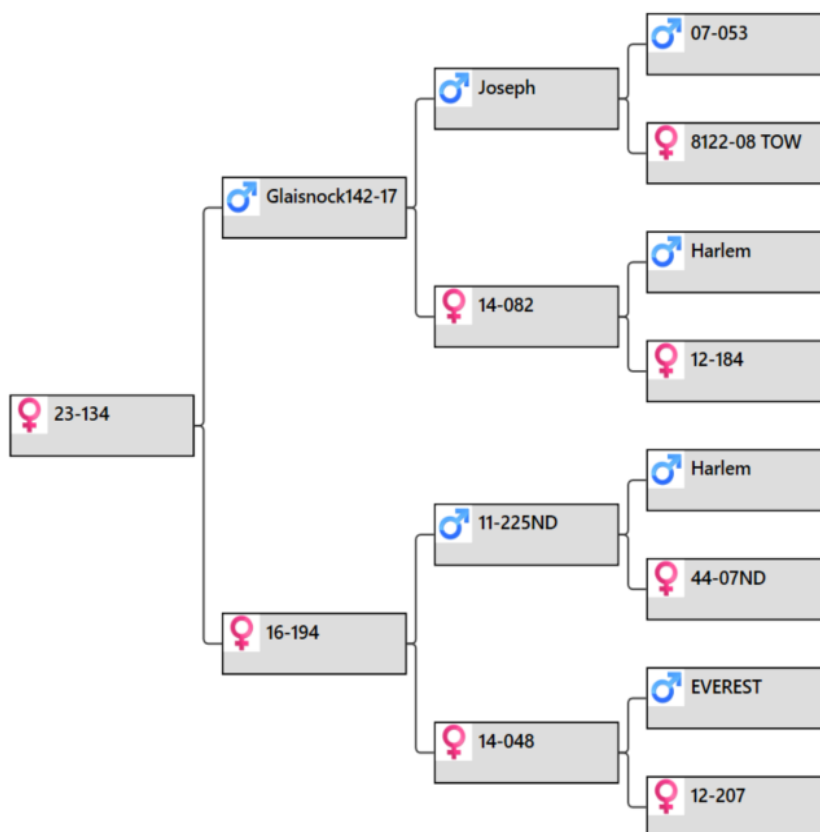 07-053
Joseph
8122-08 TOW
Glaisnock142-17
Harlem
14-082
12-184
23-134
Harlem
11-225ND
44-07ND
16-194
EVEREST
14-048
12-207